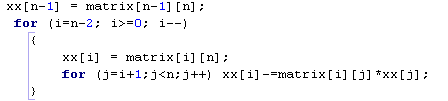 xx[n-1] = matrix[n-1][n];
for (i=n-2; i>=0; i--)
{
xx[i] = matrix[i][n];
for (j=i+1;j<n;j++) xx[i]-=matrix[i][j]*xx[j];
}